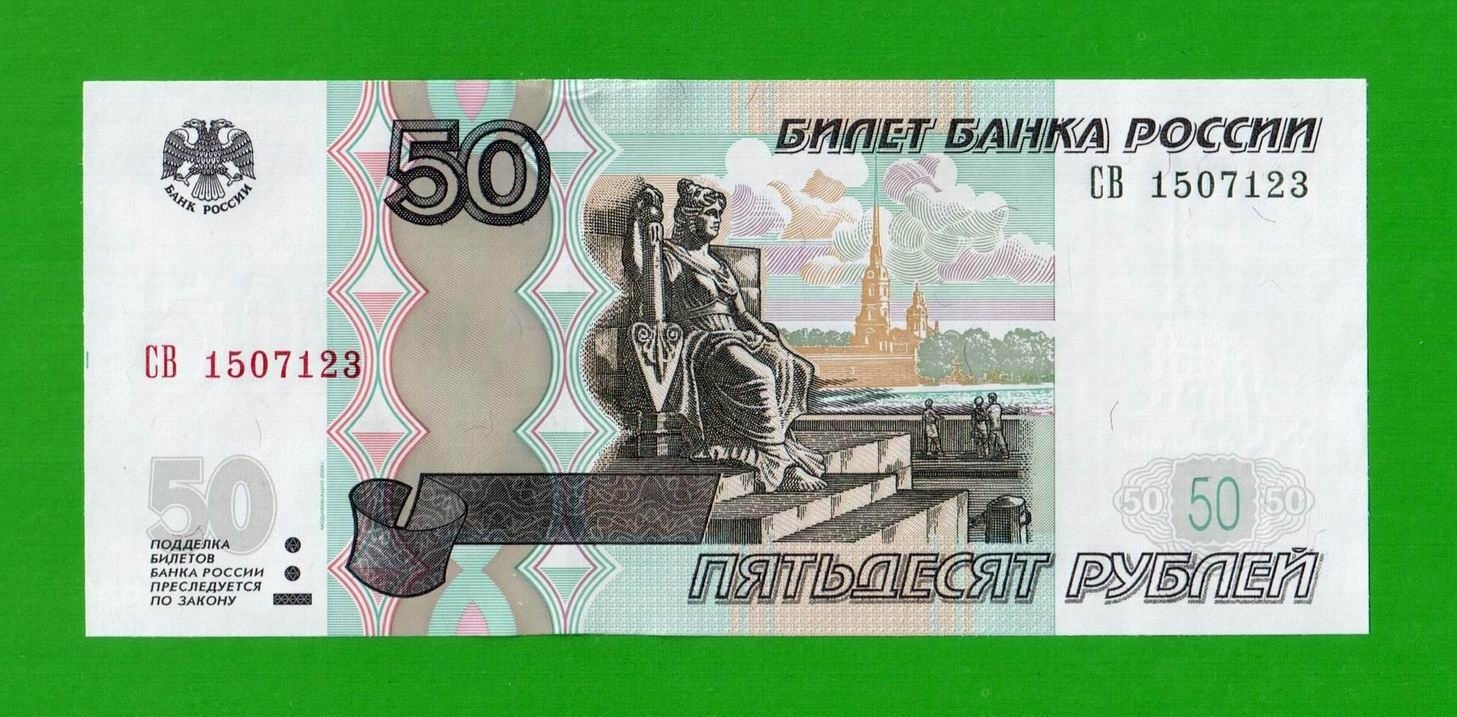 БИЛЕТ БАНКА РОССИИ
СВ 1507123
50
БАНК РОССИИ
СВ 1507123
50
ПОДДЕЛКА
БИЛЕТОВ
БАНКА РОССИИ
ПРЕСЛЕДУЕТСЯ
ПО ЗАКОНУ
50 50 50
ПЯТЬДЕСЯТ РУБЛЕЙ